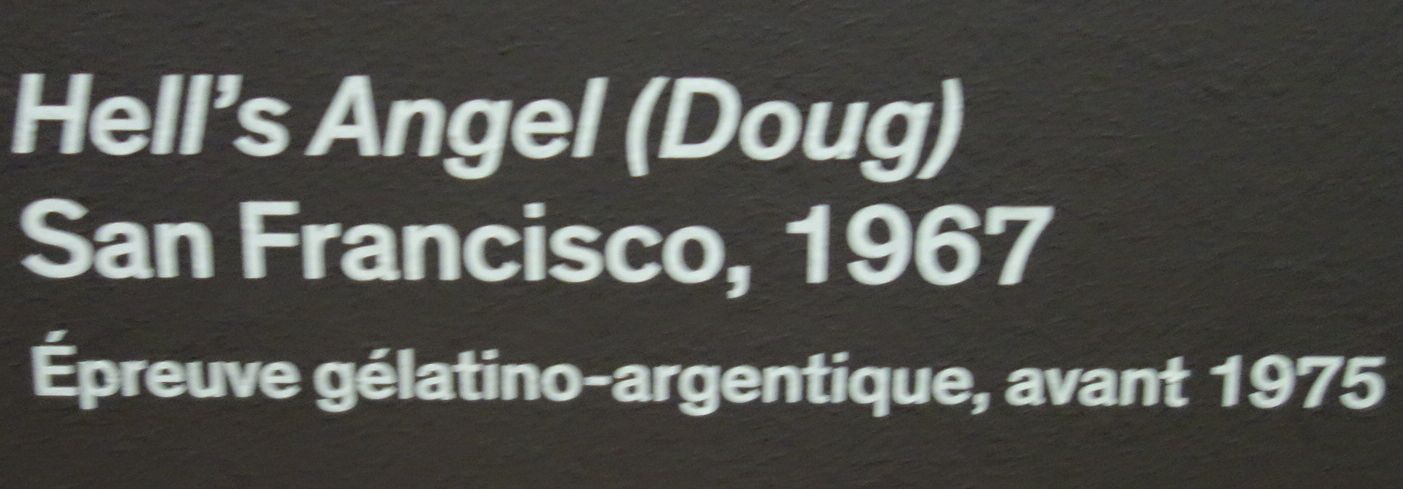 Hell's Angel (Doug)
San Francisco, 1967
Épreuve gélatino-argentique, avant 1975